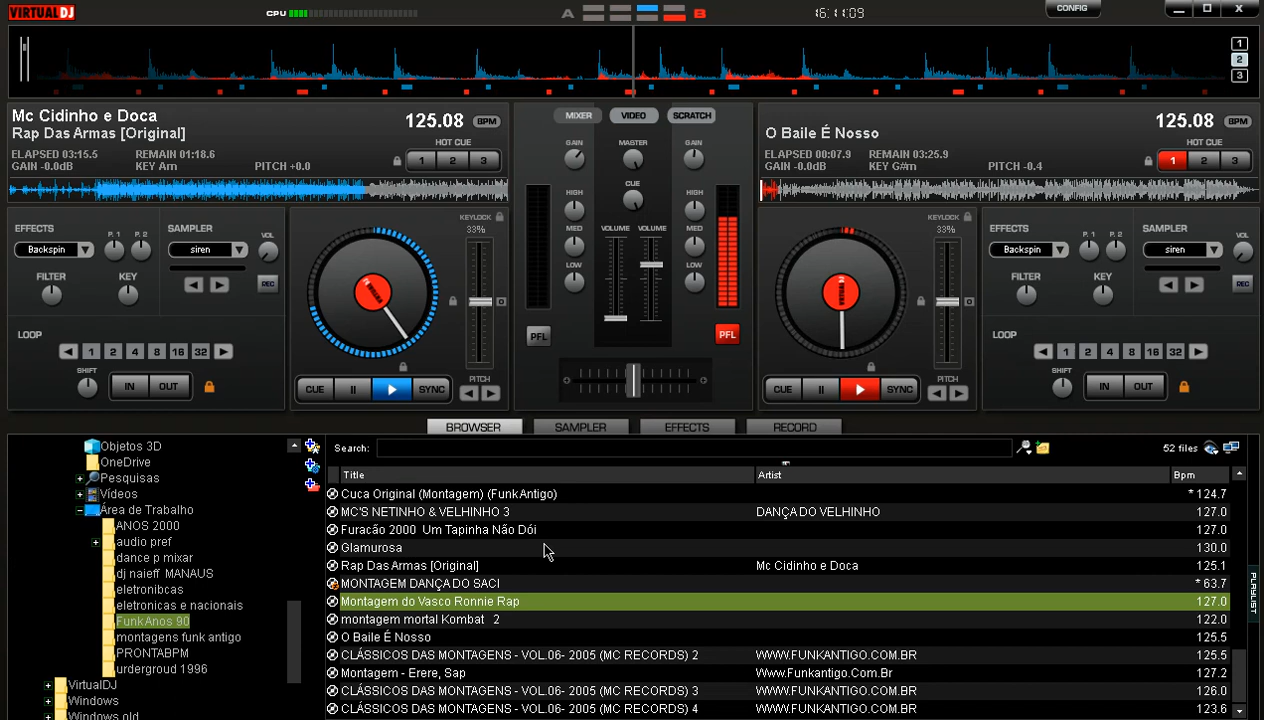 VIRTUALDJ
CPU
A
B
16:11:09
CONFIG
1
2
3
Mc Cidinho e Doca
Rap Das Armas [Original]
125.08 BPM
ELAPSED 03:15.5 REMAIN 01:18.6
GAIN -0.0dB KEY Am PITCH +0.0
HOT CUE
1 2 3
MIXER VIDEO SCRATCH
GAIN MASTER GAIN
CUE
HIGH HIGH
MED MED
LOW LOW
VOLUME VOLUME
PFL PFL
O Baile É Nosso
125.08 BPM
ELAPSED 00:07.9 REMAIN 03:25.9
GAIN -0.0dB KEY G#m PITCH -0.4
HOT CUE
1 2 3
EFFECTS
Backspin
P. 1 P. 2
SAMPLER
siren
VOL
REC
FILTER KEY
LOOP
1 2 4 8 16 32
SHIFT
IN OUT
KEYLOCK
33%
PITCH
CUE SYNC
KEYLOCK
33%
PITCH
CUE SYNC
EFFECTS
Backspin
P. 1 P. 2
SAMPLER
siren
VOL
REC
FILTER KEY
LOOP
1 2 4 8 16 32
SHIFT
IN OUT
BROWSER SAMPLER EFFECTS RECORD
Objetos 3D
OneDrive
Pesquisas
Vídeos
Área de Trabalho
ANOS 2000
audio pref
dance p mixar
dj naieff MANAUS
eletronibcas
eletronicas e nacionais
FunkAnos 90
montagens funk antigo
PRONTABPM
urdergroud 1996
VirtualDJ
Windows
Windows.old
Search:
52 files
Title Artist Bpm
Cuca Original (Montagem) (FunkAntigo) * 124.7
MC'S NETINHO & VELHINHO 3 DANÇA DO VELHINHO 127.0
Furacão 2000 Um Tapinha Não Dói 127.0
Glamurosa 130.0
Rap Das Armas [Original] Mc Cidinho e Doca 125.1
MONTAGEM DANÇA DO SACI * 63.7
Montagem do Vasco Ronnie Rap 127.0
montagem mortal Kombat 2 122.0
O Baile É Nosso 125.5
CLÁSSICOS DAS MONTAGENS - VOL.06- 2005 (MC RECORDS) 2 WWW.FUNKANTIGO.COM.BR 125.5
Montagem - Erere, Sap Www.Funkantigo.Com.Br 127.2
CLÁSSICOS DAS MONTAGENS - VOL.06- 2005 (MC RECORDS) 3 WWW.FUNKANTIGO.COM.BR 126.0
CLÁSSICOS DAS MONTAGENS - VOL.06- 2005 (MC RECORDS) 4 WWW.FUNKANTIGO.COM.BR 123.6
PLAYLIST